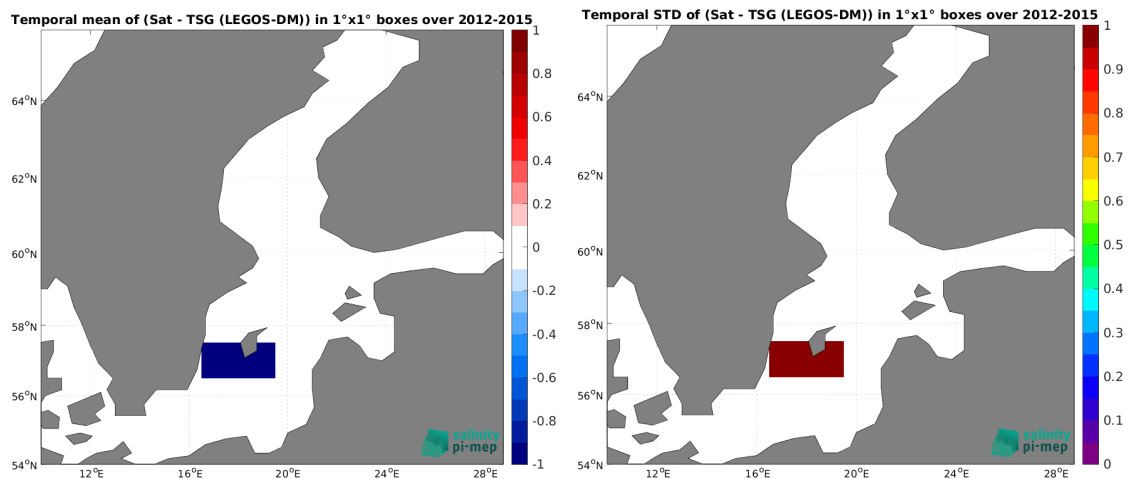 Temporal mean of (Sat - TSG (LEGOS-DM)) in 1°x1° boxes over 2012-2015
64°N
62°N
60°N
58°N
56°N
54°N
12°E
16°E
20°E
24°E
28°E
1
0.8
0.6
0.4
0.2
0
-0.2
-0.4
-0.6
-0.8
-1
salinity
pi-mep
Temporal STD of (Sat - TSG (LEGOS-DM)) in 1°x1° boxes over 2012-2015
64°N
62°N
60°N
58°N
56°N
54°N
12°E
16°E
20°E
24°E
28°E
1
0.9
0.8
0.7
0.6
0.5
0.4
0.3
0.2
0.1
0
salinity
pi-mep